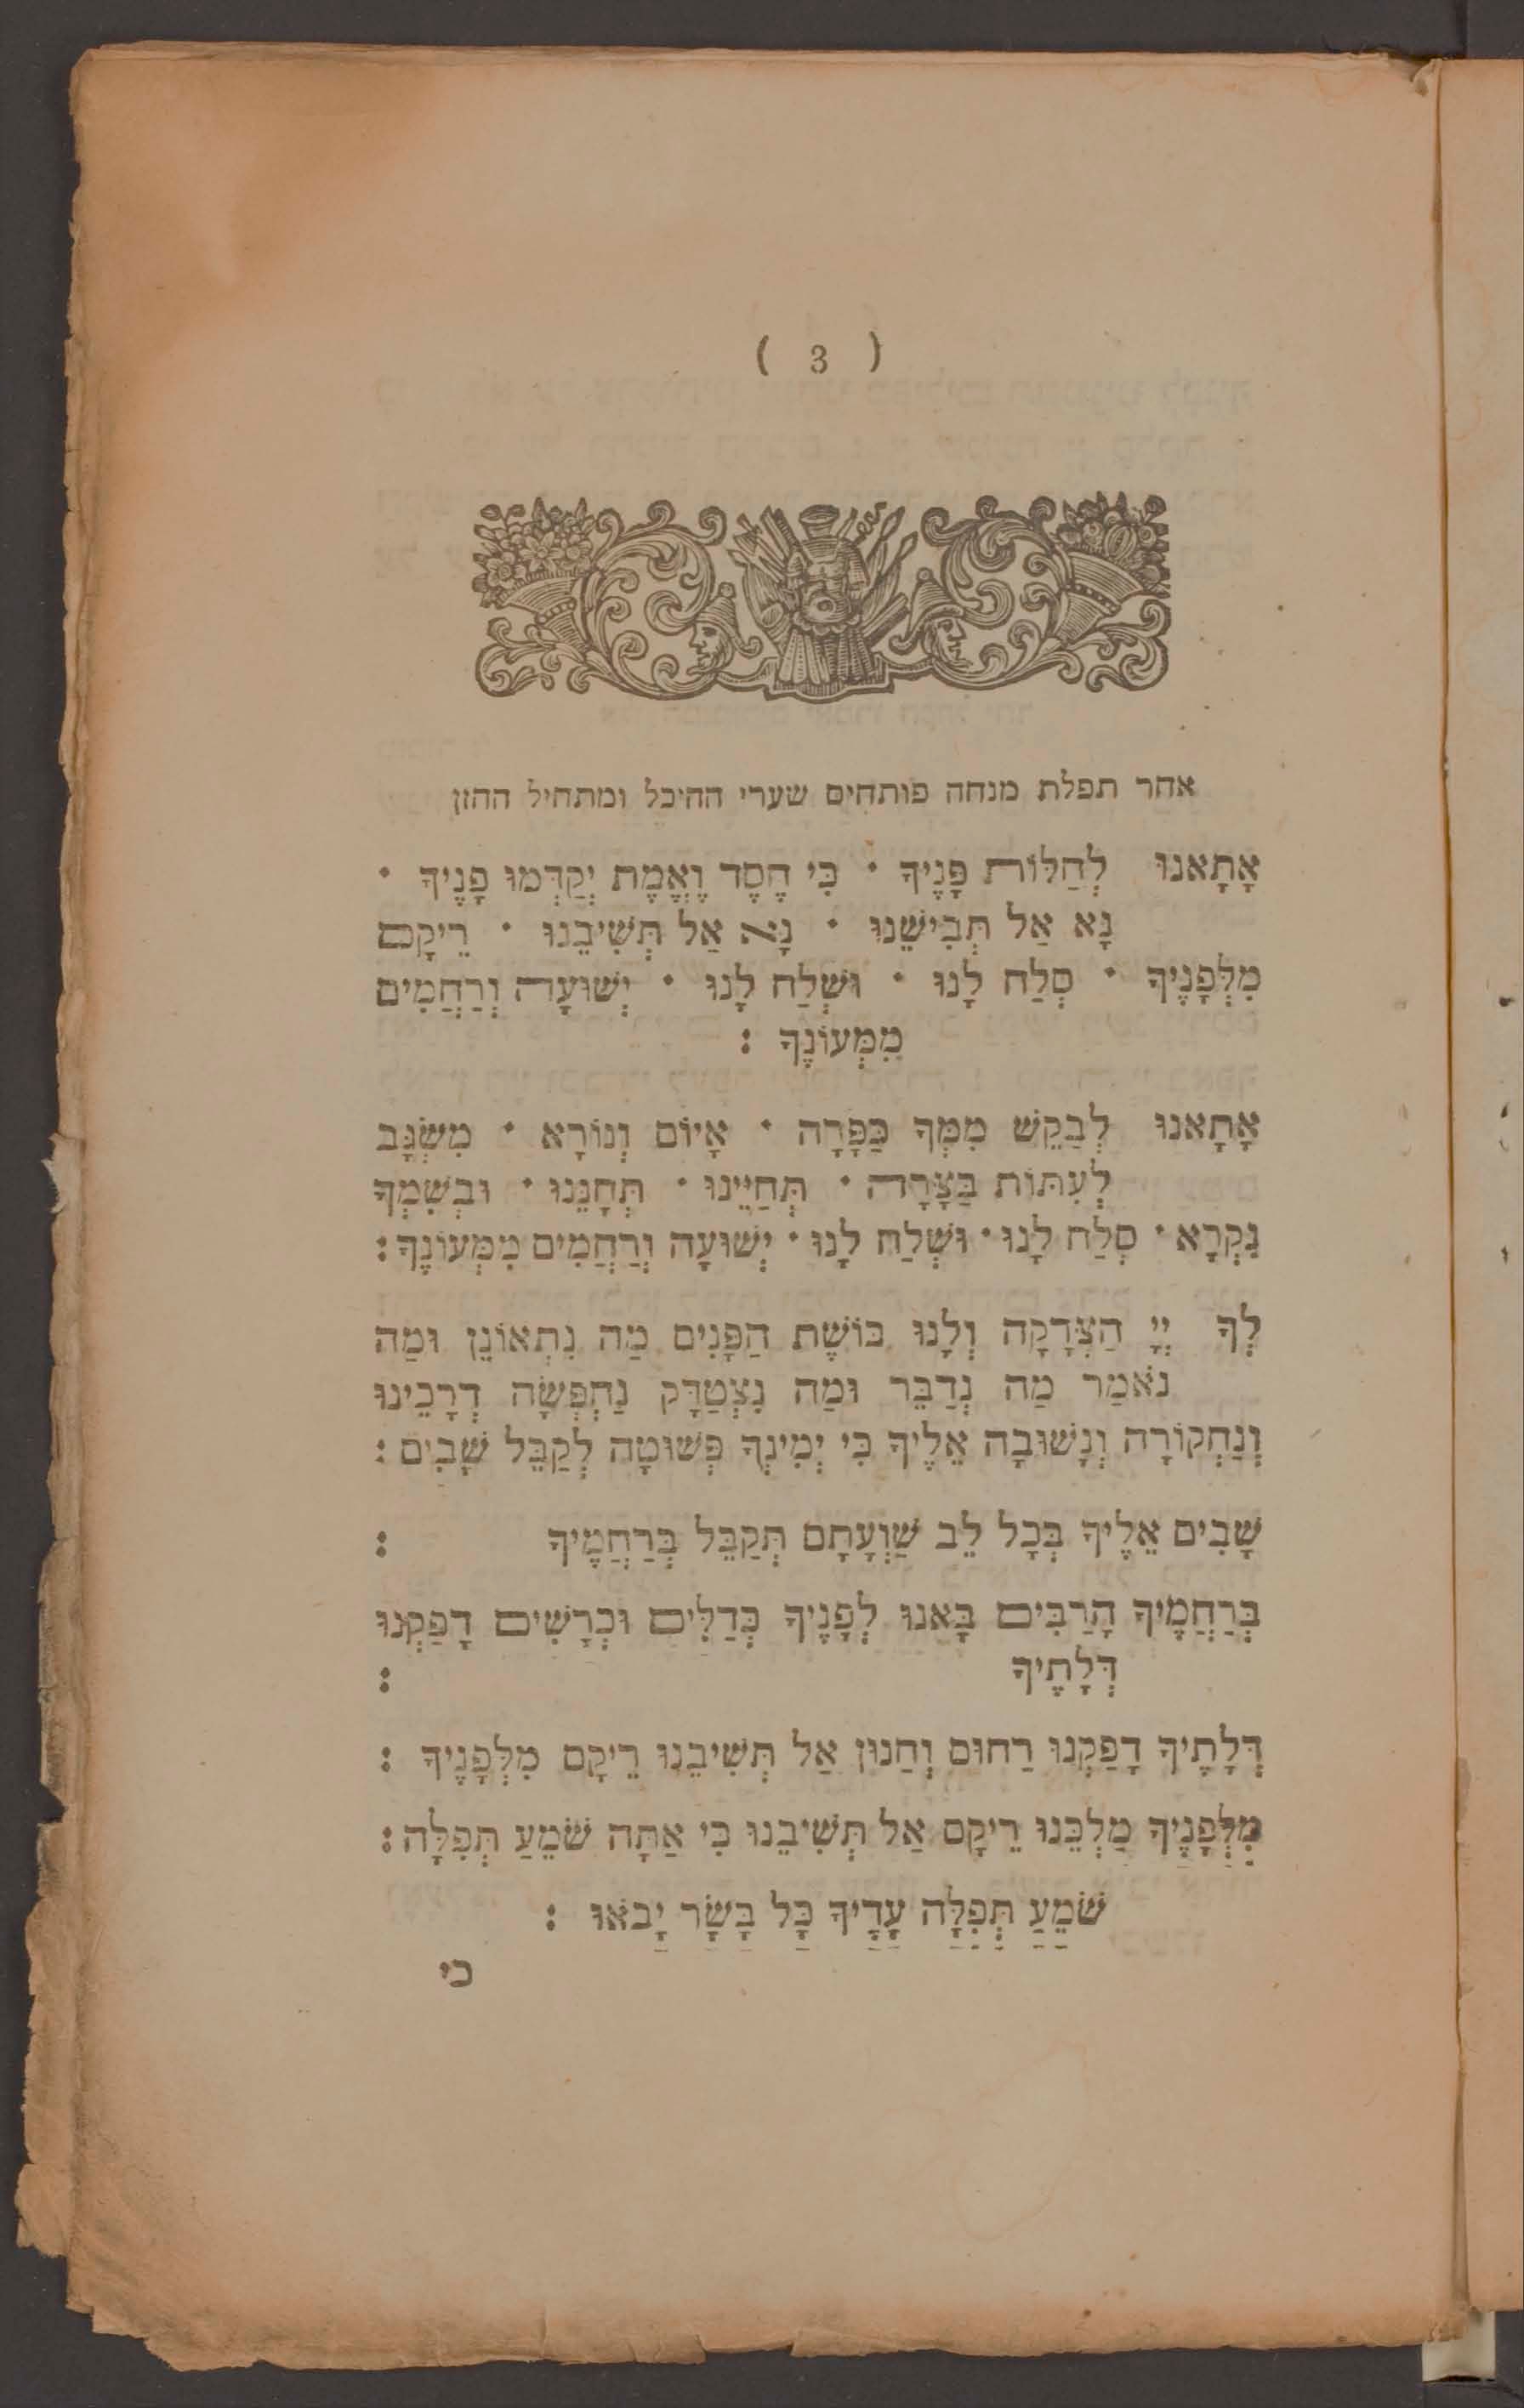 ( 3 )
אחר תפלת מנחה פותחים שערי ההיכל ומתחיל החזן
אָתָאנוּ לְחַלּוֹת פָּנֶיךָ · כִּי חֶסֶד וֶאֱמֶת יְקַדְּמוּ פָנֶיךָ ·
נָא אַל תְּבִישֵׁנוּ · נָא אַל תְּשִׁיבֵנוּ · רֵיקָם
מִלְּפָנֶיךָ · סְלַח לָנוּ · וּשְׁלַח לָנוּ · יְשׁוּעָה וְרַחֲמִים
מִמְּעוֹנֶךָ :
אָתָאנוּ לְבַקֵּשׁ מִמְּךָ כַּפָּרָה · אָיוֹם וְנוֹרָא · מִשְׂגָּב
לְעִתּוֹת בַּצָּרָה · תְּחַיֵּינוּ · תְּחָנֵּנוּ · וּבְשִׁמְךָ
נִקְרָא · סְלַח לָנוּ · וּשְׁלַח לָנוּ · יְשׁוּעָה וְרַחֲמִים מִמְּעוֹנֶךָ :
לְךָ יְיָ הַצְּדָקָה וְלָנוּ בּוֹשֶׁת הַפָּנִים מַה נִתְאוֹנֵן וּמַה
נֹאמַר מַה נְדַבֵּר וּמַה נִצְטַדָּק נַחְפְּשָׂה דְרָכֵינוּ
וְנַחְקוֹרָה וְנָשׁוּבָה אֵלֶיךָ כִּי יְמִינְךָ פְּשׁוּטָה לְקַבֵּל שָׁבִים :
שָׁבִים אֵלֶיךָ בְּכָל לֵב שַׁוְעָתָם תְּקַבֵּל בְּרַחֲמֶיךָ :
בְּרַחֲמֶיךָ הָרַבִּים בָּאנוּ לְפָנֶיךָ כְּדַלִּים וּכְרָשִׁים דָפַקְנוּ
דְּלָתֶיךָ :
דְּלָתֶיךָ דָפַקְנוּ רַחוּם וְחַנוּן אַל תְּשִׁיבֵנוּ רֵיקָם מִלְּפָנֶיךָ :
מִלְּפָנֶיךָ מַלְכֵּנוּ רֵיקָם אַל תְּשִׁיבֵנוּ כִּי אַתָּה שֹׁמֵעַ תְּפִלָּה :
שֹׁמֵעַ תְּפִלָּה עָדֶיךָ כָּל בָּשָׂר יָבֹאוּ :
כי